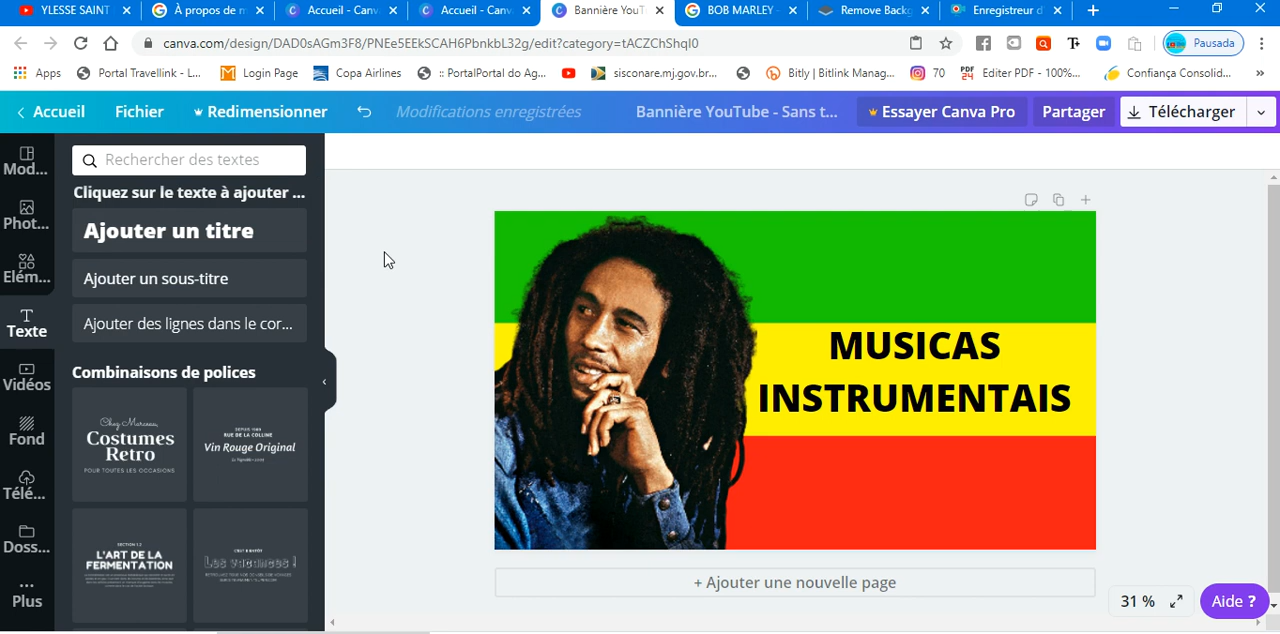 YLESSE SAINT
À propos de m
Accueil - Canv
Accueil - Canv
Bannière YouT
BOB MARLEY
Remove Backg
Enregistreur d
canva.com/design/DAD0sAGm3F8/PNEe5EEkSCAH6PbnkbL32g/edit?category=tACZChShqI0
Pausada
Apps
Portal Travellink - L...
Login Page
Copa Airlines
:: PortalPortal do Ag...
sisconare.mj.gov.br...
Bitly | Bitlink Manag...
70
Editer PDF - 100%...
Confiança Consolid...
»
Accueil
Fichier
Redimensionner
Modifications enregistrées
Bannière YouTube - Sans t...
Essayer Canva Pro
Partager
Télécharger
Mod...
Phot...
Elém...
Texte
Vidéos
Fond
Télé...
Doss...
Plus
Rechercher des textes
Cliquez sur le texte à ajouter ...
Ajouter un titre
Ajouter un sous-titre
Ajouter des lignes dans le cor...
Combinaisons de polices
Chez Marceau,
Costumes
Retro
POUR TOUTES LES OCCASIONS
RUE DE LA COLLINE
Vin Rouge Original
L'ART DE LA
FERMENTATION
Les vacances !
MUSICAS
INSTRUMENTAIS
+ Ajouter une nouvelle page
31 %
Aide ?